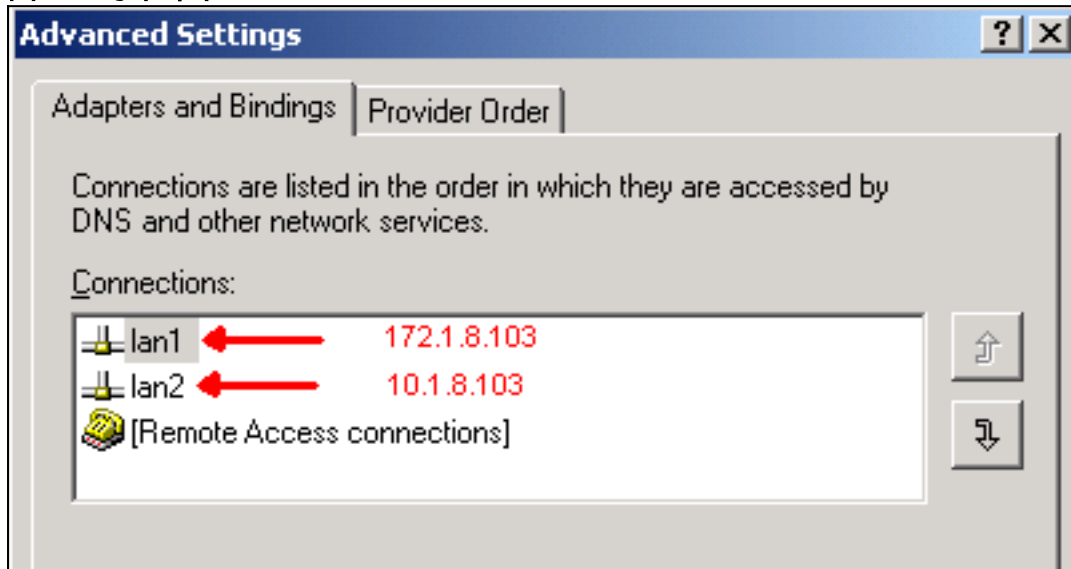 Advanced Settings
Adapters and Bindings
Provider Order
Connections are listed in the order in which they are accessed by
DNS and other network services.
Connections:
lan1 172.1.8.103
lan2 10.1.8.103
[Remote Access connections]